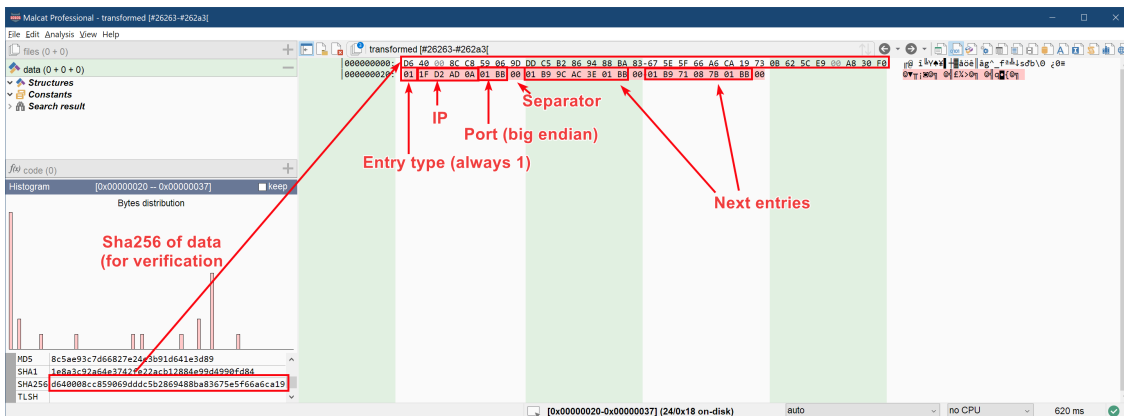 Malcat Professional - transformed [#26263-#262a3[
File Edit Analysis View Help
files (0 + 0)
transformed [#26263-#262a3[
data (0 + 0 + 0)
Structures
Constants
Search result
000000000: D6 40 00 8C C8 59 06 9D DD C5 B2 86 94 88 BA 83-67 5E 5F 66 A6 CA 19 73 0B 62 5C E9 00 A8 30 F0
000000020: 01 1F D2 AD 0A 01 BB 00 01 B9 9C AC 3E 01 BB 00 01 B9 71 08 7B 01 BB 00
Separator
IP
Port (big endian)
Entry type (always 1)
Next entries
f(x) code (0)
Histogram [0x00000020 -- 0x00000037] keep
Bytes distribution
Sha256 of data
(for verification
MD5 8c5ae93c7d66827e24c3b91d641e3d89
SHA1 1e8a3c92a64e3742fe22acb12884e99d4990fd84
SHA256 d640008cc859069dddc5b2869488ba83675e5f66a6ca19
TLSH
[0x00000020-0x00000037] (24/0x18 on-disk) auto no CPU 620 ms